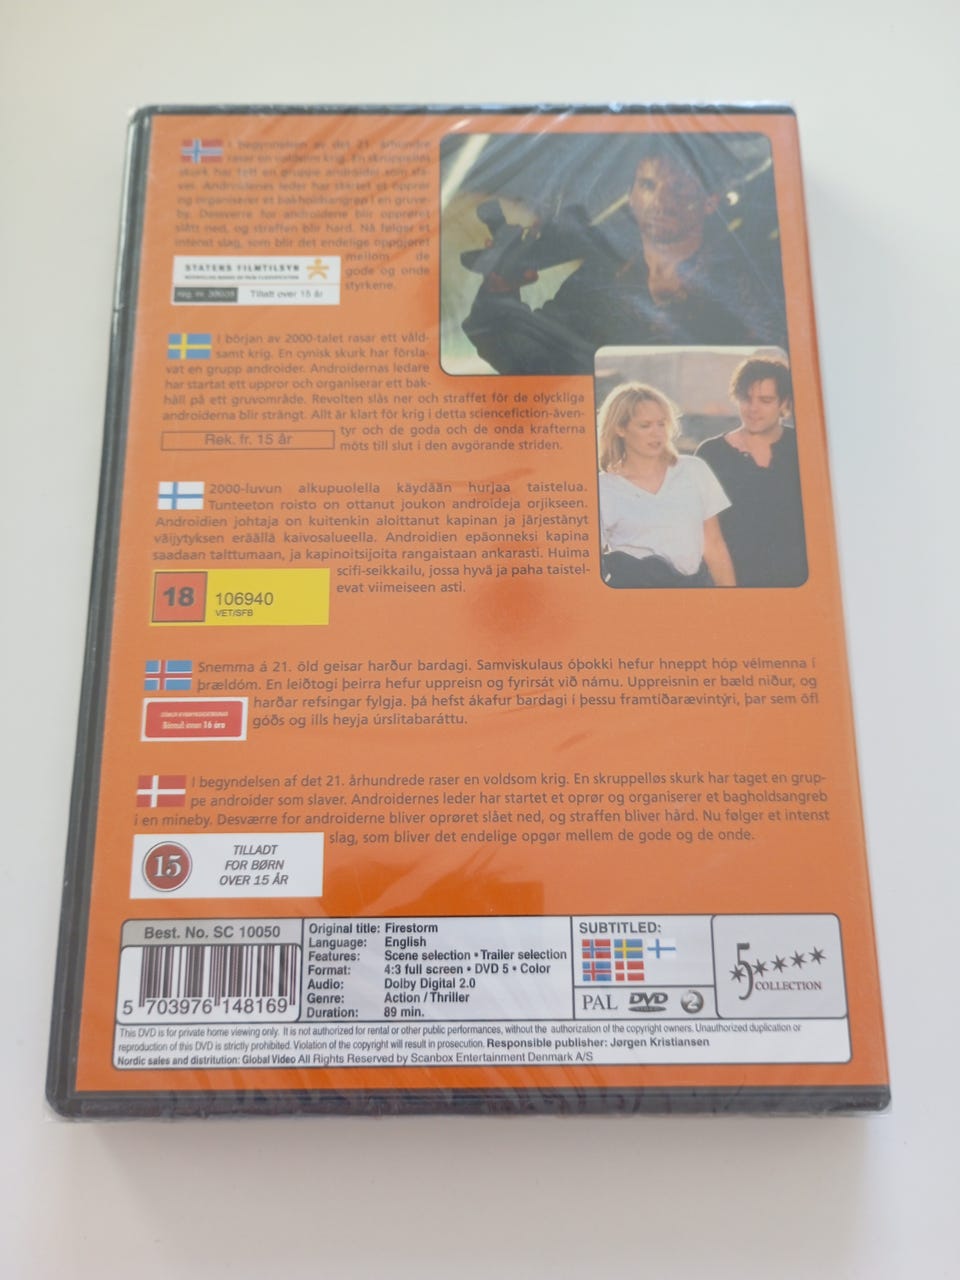 I begynnelsen av det 21. århundre
raser en voldsom krig. En skruppelløs
skurk har tatt en gruppe androider som sla-
ver. Androidenes leder har startet et opprør
og organiserer et bakholdsangrep i en gruve-
by. Dessverre for androidene blir opprøret
slått ned, og straffen blir hard. Nå følger et
intenst slag, som blir det endelige oppgjøret
mellom de
gode og onde
styrkene.
STATENS FILMTILSYN
Tillatt over 15 år
I början av 2000-talet rasar ett våld-
samt krig. En cynisk skurk har försla-
vat en grupp androider. Androidernas ledare
har startat ett uppror och organiserar ett bak-
håll på ett gruvområde. Revolten slås ner och straffet för de olyckliga
androiderna blir strängt. Allt är klart för krig i detta sciencefiction-även-
tyr och de goda och de onda krafterna
möts till slut i den avgörande striden.
Rek. fr. 15 år
2000-luvun alkupuolella käydään hurjaa taistelua.
Tunteeton roisto on ottanut joukon androideja orjikseen.
Androidien johtaja on kuitenkin aloittanut kapinan ja järjestänyt
väijytyksen eräällä kaivosalueella. Androidien epäonneksi kapina
saadaan talttumaan, ja kapinoitsijoita rangaistaan ankarasti. Huima
scifi-seikkailu, jossa hyvä ja paha taistel-
evat viimeiseen asti.
18 106940
VET/SFB
Snemma á 21. öld geisar harður bardagi. Samviskulaus óþokki hefur hneppt hóp vélmenna í
þrældóm. En leiðtogi þeirra hefur uppreisn og fyrirsát við námu. Uppreisnin er bæld niður, og
harðar refsingar fylgja. þá hefst ákafur bardagi í þessu framtíðarævintýri, þar sem öfl
góðs og ills heyja úrslitabaráttu.
Bönnuð innan 16 ára
I begyndelsen af det 21. århundrede raser en voldsom krig. En skruppelløs skurk har taget en grup-
pe androider som slaver. Androidernes leder har startet et oprør og organiserer et bagholdsangreb
i en mineby. Desværre for androiderne bliver oprøret slået ned, og straffen bliver hård. Nu følger et intenst
slag, som bliver det endelige opgør mellem de gode og de onde.
15
TILLADT
FOR BØRN
OVER 15 ÅR
Best. No. SC 10050
5 703976 148169
Original title: Firestorm
Language: English
Features: Scene selection • Trailer selection
Format: 4:3 full screen • DVD 5 • Color
Audio: Dolby Digital 2.0
Genre: Action / Thriller
Duration: 89 min.
SUBTITLED:
PAL DVD VIDEO 2
5 COLLECTION
This DVD is for private home viewing only. It is not authorized for rental or other public performances, without the authorization of the copyright owners. Unauthorized duplication or
reproduction of this DVD is strictly prohibited. Violation of the copyright will result in prosecution. Responsible publisher: Jørgen Kristiansen
Nordic sales and distritution: Global Video All Rights Reserved by Scanbox Entertainment Denmark A/S